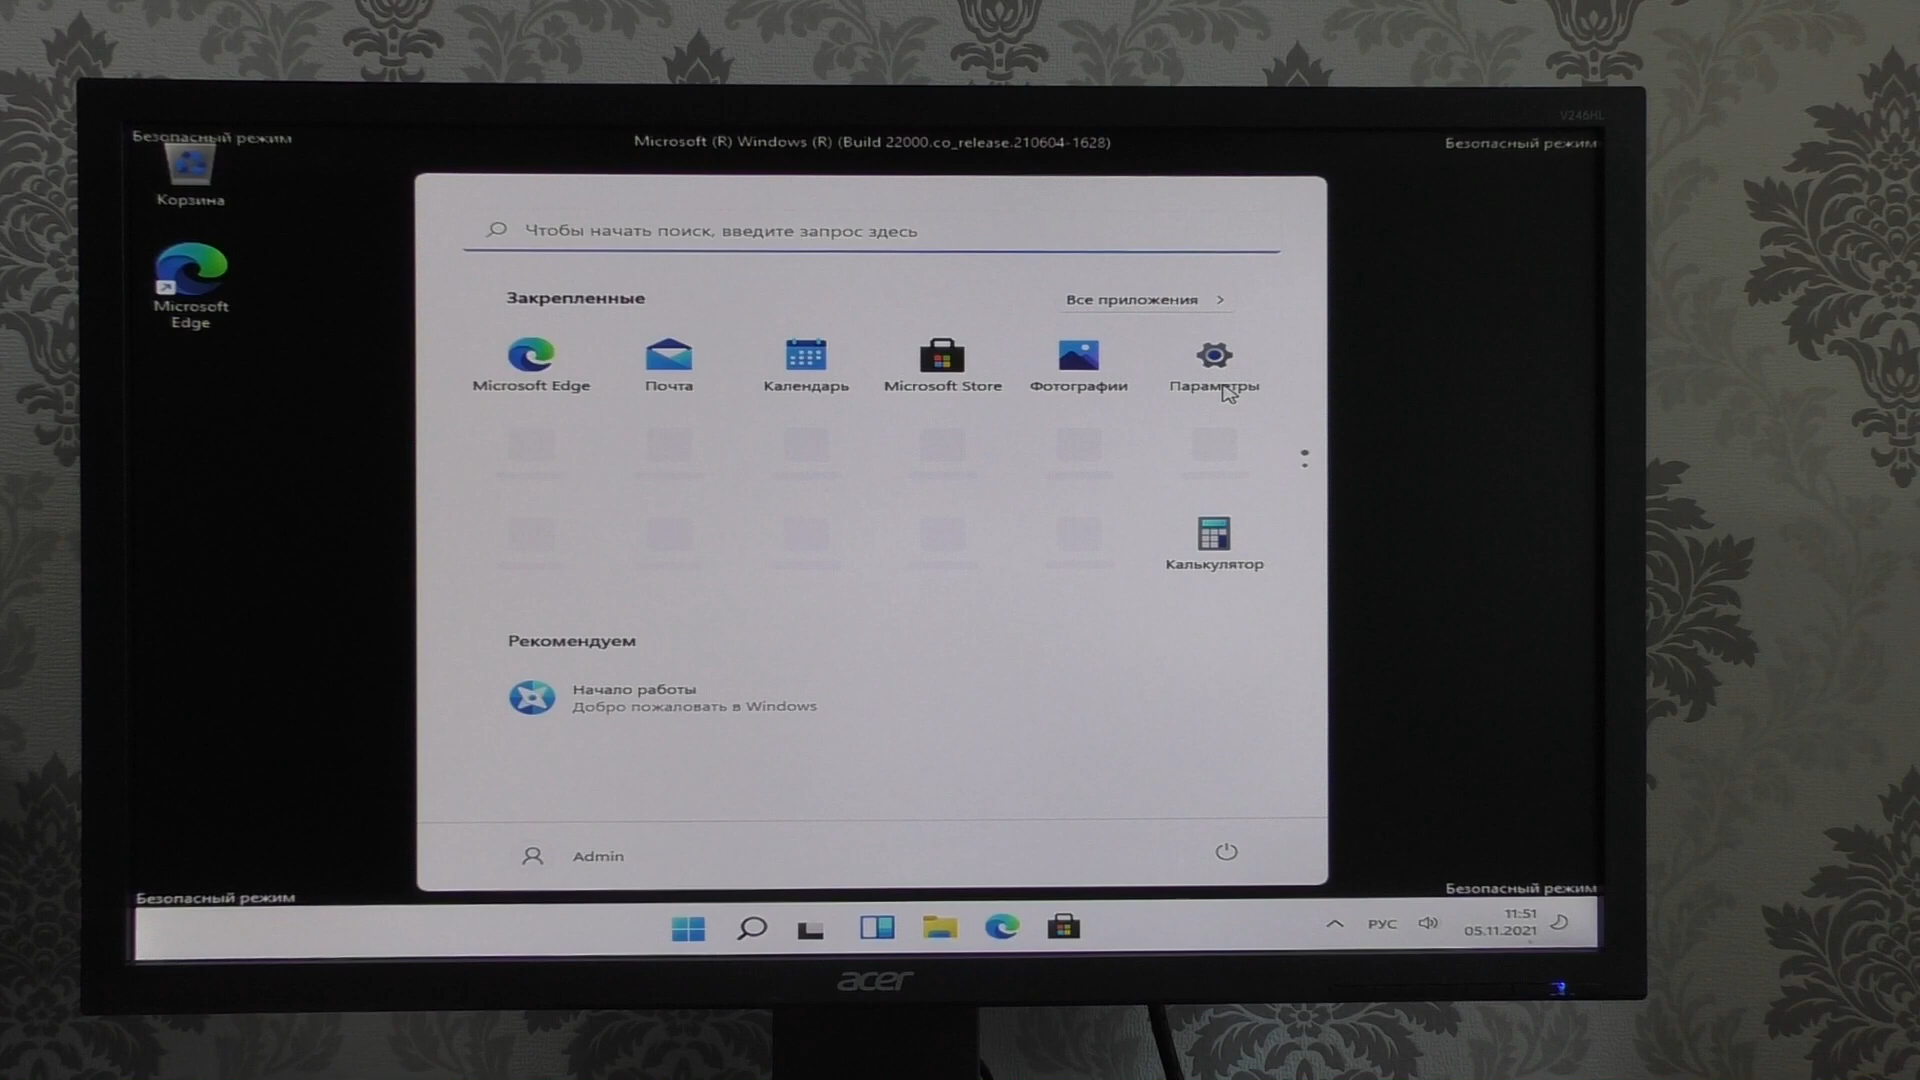 V246HL
Безопасный режим
Microsoft (R) Windows (R) (Build 22000.co_release.210604-1628)
Безопасный режим
Корзина
Microsoft
Edge
Чтобы начать поиск, введите запрос здесь
Закрепленные
Все приложения
Microsoft Edge
Почта
Календарь
Microsoft Store
Фотографии
Параметры
Калькулятор
Рекомендуем
Начало работы
Добро пожаловать в Windows
Admin
Безопасный режим
Безопасный режим
РУС
11:51
05.11.2021
acer